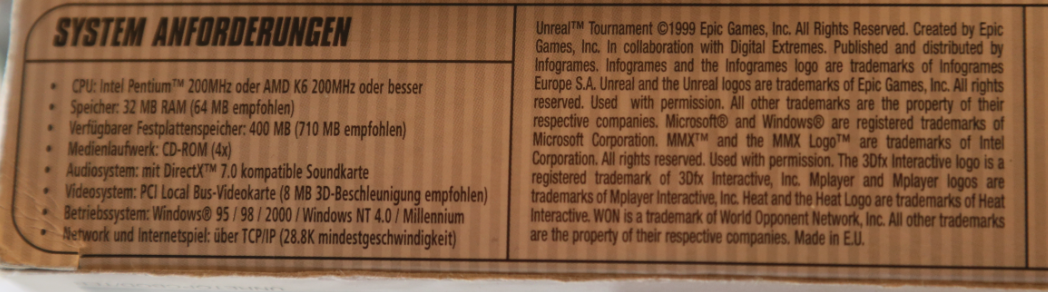 SYSTEM ANFORDERUNGEN
• CPU: Intel Pentium™ 200MHz oder AMD K6 200MHz oder besser
• Speicher: 32 MB RAM (64 MB empfohlen)
• Verfügbarer Festplattenspeicher: 400 MB (710 MB empfohlen)
• Medienlaufwerk: CD-ROM (4x)
• Audiosystem: mit DirectX™ 7.0 kompatible Soundkarte
• Videosystem: PCI Local Bus-Videokarte (8 MB 3D-Beschleunigung empfohlen)
• Betriebssystem: Windows® 95 / 98 / 2000 / Windows NT 4.0 / Millennium
• Network und Internetspiel: über TCP/IP (28.8K mindestgeschwindigkeit)
Unreal™ Tournament ©1999 Epic Games, Inc. All Rights Reserved. Created by Epic
Games, Inc. In collaboration with Digital Extremes. Published and distributed by
Infogrames. Infogrames and the Infogrames logo are trademarks of Infogrames
Europe S.A. Unreal and the Unreal logos are trademarks of Epic Games, Inc. All rights
reserved. Used with permission. All other trademarks are the property of their
respective companies. Microsoft® and Windows® are registered trademarks of
Microsoft Corporation. MMX™ and the MMX Logo™ are trademarks of Intel
Corporation. All rights reserved. Used with permission. The 3Dfx Interactive logo is a
registered trademark of 3Dfx Interactive, Inc. Mplayer and Mplayer logos are
trademarks of Mplayer Interactive, Inc. Heat and the Heat Logo are trademarks of Heat
Interactive. WON is a trademark of World Opponent Network, Inc. All other trademarks
are the property of their respective companies. Made in E.U.